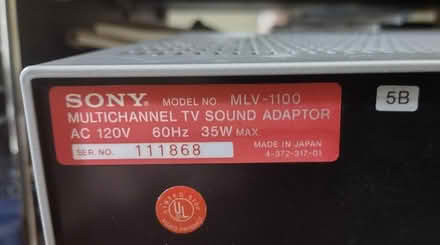 SONY. MODEL NO. MLV-1100
5B
MULTICHANNEL TV SOUND ADAPTOR
AC 120V 60Hz 35W MAX
MADE IN JAPAN
SER. NO. 111868
4-372-317-01
UL